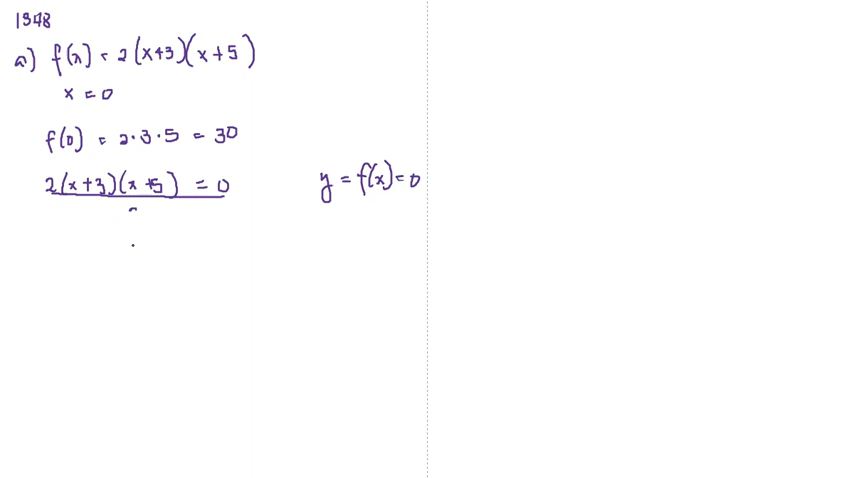 1348
a) f(x) = 2(x+3)(x+5)
x = 0
f(0) = 2·3·5 = 30
2(x+3)(x+5) = 0
y = f(x) = 0